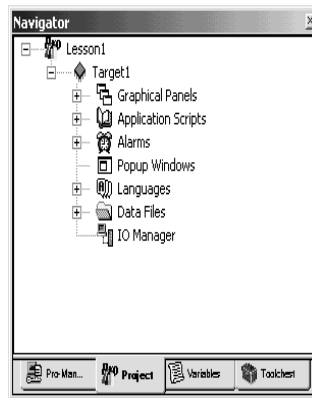 Navigator
Lesson1
Target1
Graphical Panels
Application Scripts
Alarms
Popup Windows
Languages
Data Files
IO Manager
Pro-Man... Project Variables Toolchest